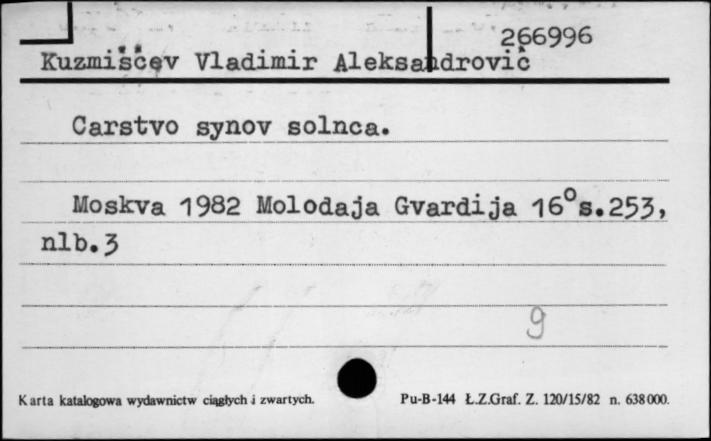 266996
Kuzmiščev Vladimir Aleksandrovič
Carstvo synov solnca.
Moskva 1982 Molodaja Gvardija 16° s.253,
nlb.3
9
Karta katalogowa wydawnictw ciągłych i zwartych. Pu-B-144 Ł.Z.Graf. Z. 120/15/82 n. 638000.